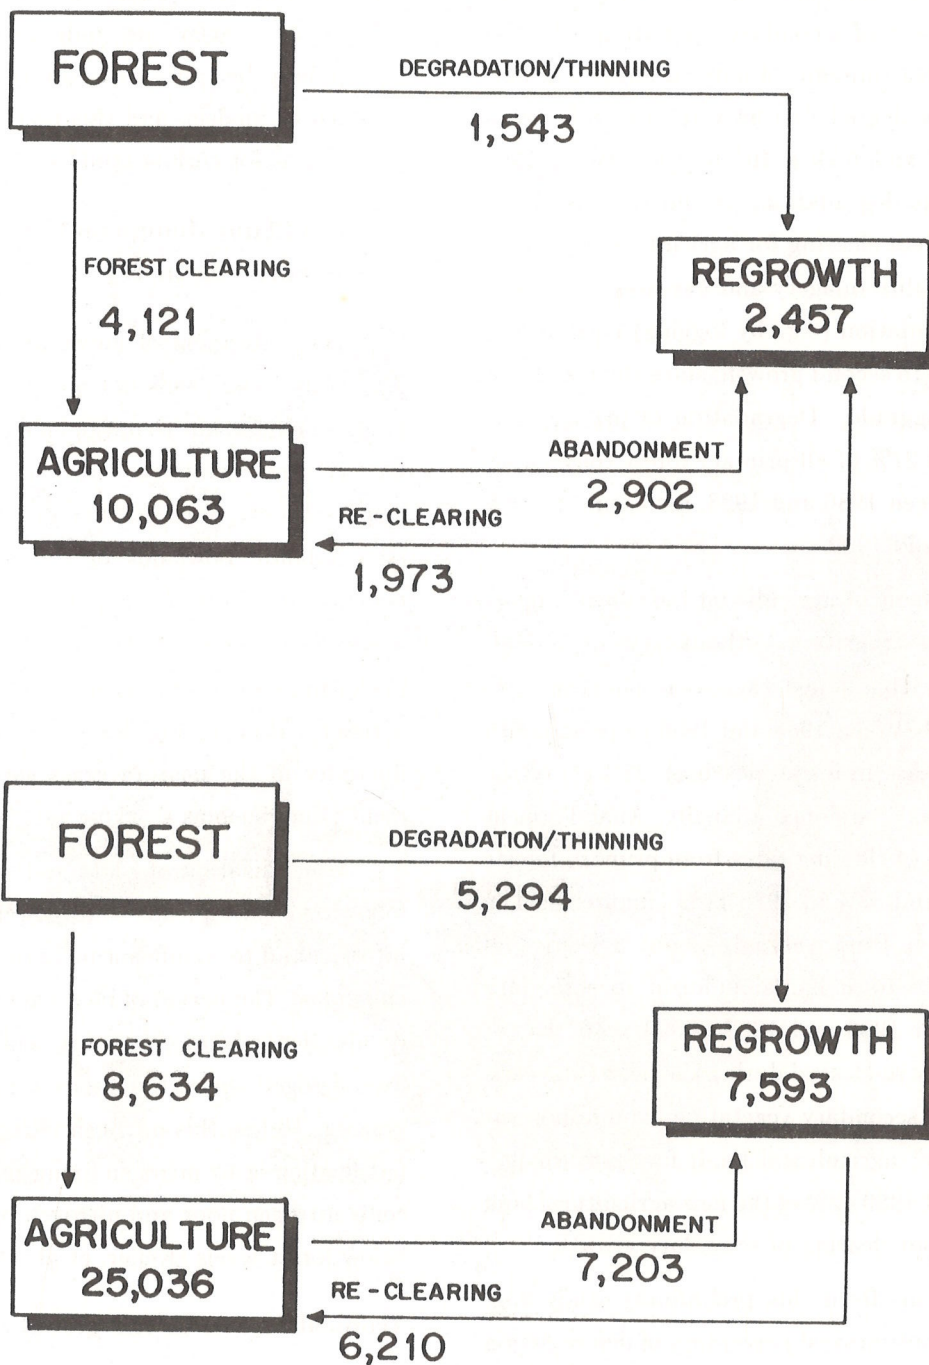 FOREST
DEGRADATION/THINNING
1,543
FOREST CLEARING
4,121
REGROWTH
2,457
AGRICULTURE
10,063
ABANDONMENT
2,902
RE-CLEARING
1,973
FOREST
DEGRADATION/THINNING
5,294
FOREST CLEARING
8,634
REGROWTH
7,593
AGRICULTURE
25,036
ABANDONMENT
7,203
RE-CLEARING
6,210